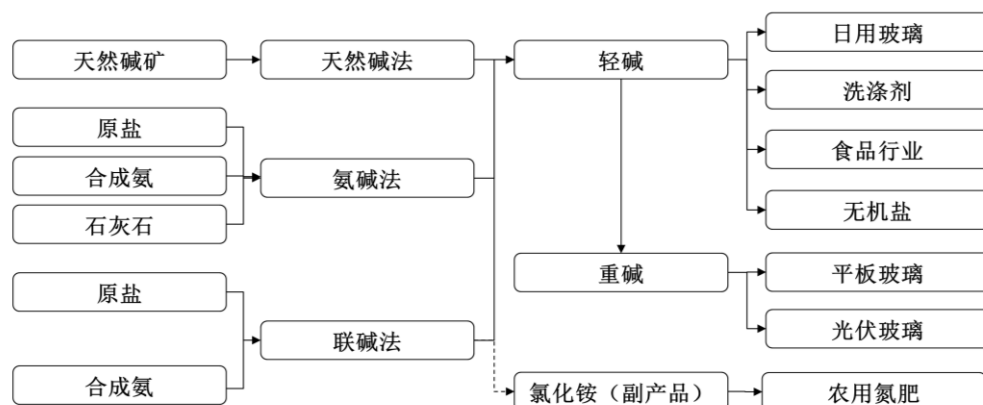 天然碱矿
天然碱法
轻碱
日用玻璃
洗涤剂
原盐
合成氨
石灰石
氨碱法
食品行业
无机盐
重碱
平板玻璃
光伏玻璃
原盐
合成氨
联碱法
氯化铵（副产品）
农用氮肥